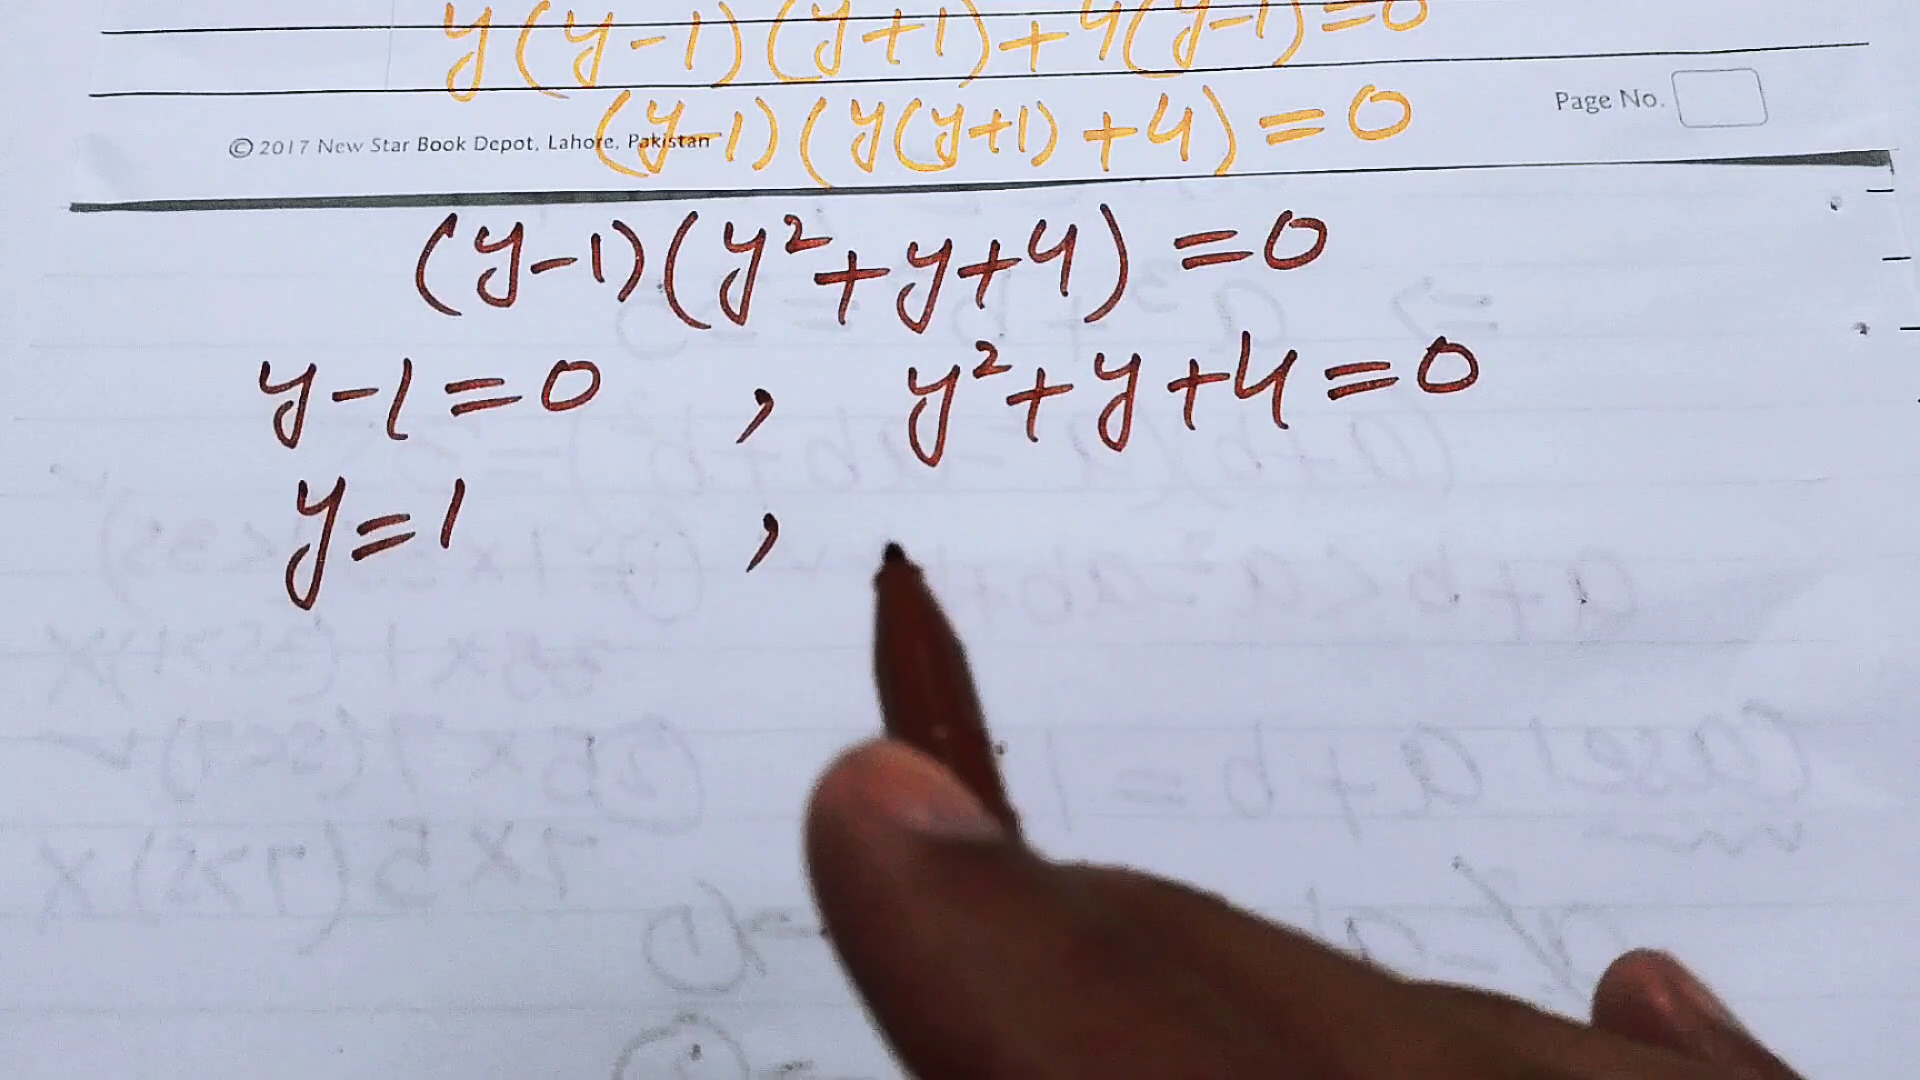 y(y-1)(y+1)+4(y-1)=0
Page No.
(y-1)(y(y+1)+4)=0
© 2017 New Star Book Depot, Lahore, Pakistan
(y-1)(y²+y+4)=0
y-1=0 , y²+y+4=0
y=1 ,